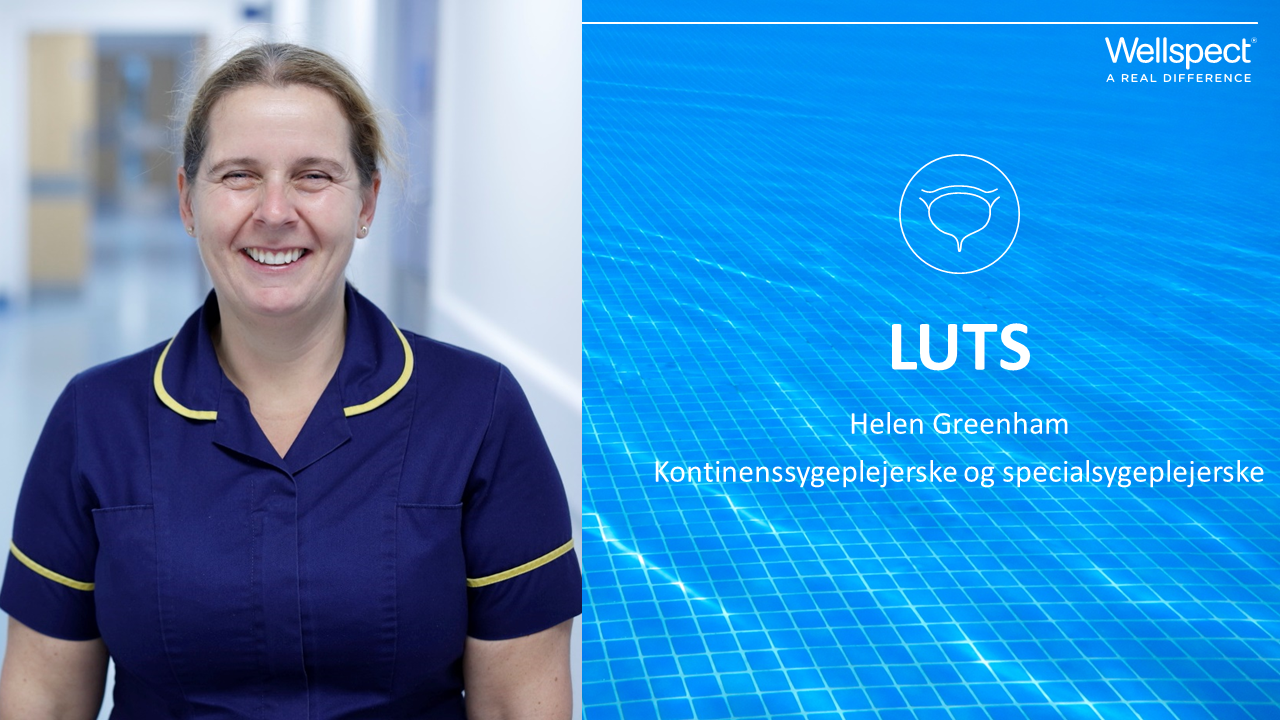 Wellspect®
A REAL DIFFERENCE
LUTS
Helen Greenham
Kontinenssygeplejerske og specialsygeplejerske